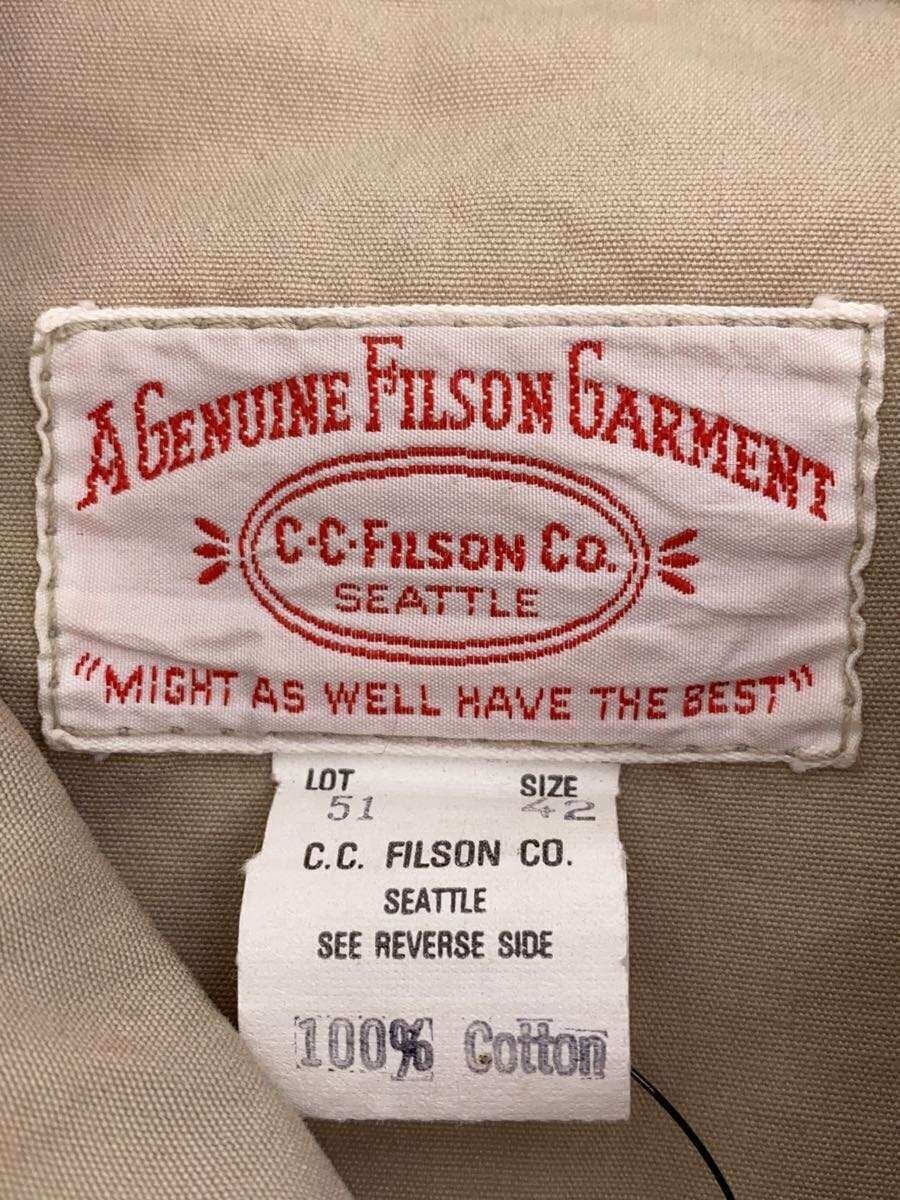 A GENUINE FILSON GARMENT
C·C·FILSON CO.
SEATTLE
"MIGHT AS WELL HAVE THE BEST"
LOT SIZE
51 42
C.C. FILSON CO.
SEATTLE
SEE REVERSE SIDE
100% Cotton